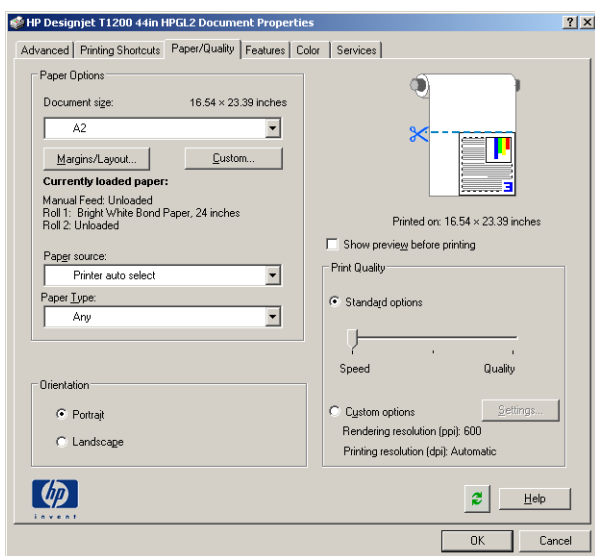 HP Designjet T1200 44in HPGL2 Document Properties
Advanced Printing Shortcuts Paper/Quality Features Color Services
Paper Options
Document size: 16.54 × 23.39 inches
A2
Margins/Layout... Custom...
Currently loaded paper:
Manual Feed: Unloaded
Roll 1: Bright White Bond Paper, 24 inches
Roll 2: Unloaded
Paper source:
Printer auto select
Paper Type:
Any
Orientation
Portrait
Landscape
3
Printed on: 16.54 × 23.39 inches
Show preview before printing
Print Quality
Standard options
Speed Quality
Custom options Settings...
Rendering resolution (ppi): 600
Printing resolution (dpi): Automatic
hp
invent
Help
OK Cancel